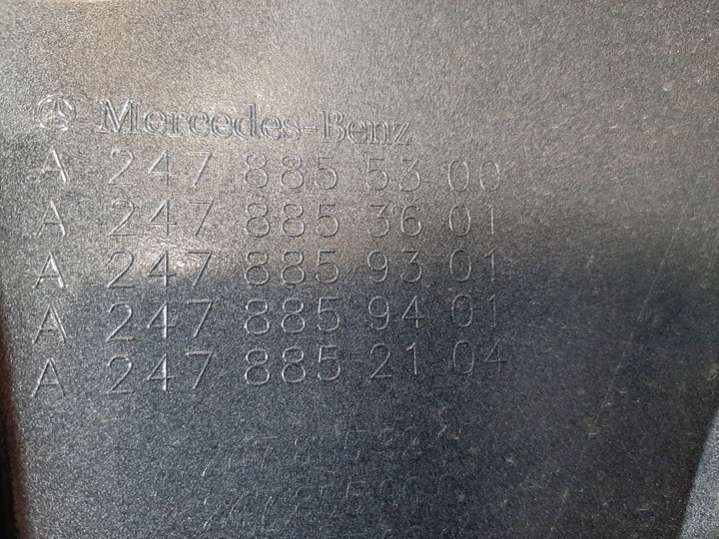 Mercedes-Benz
A 247 885 53 00
A 247 885 36 01
A 247 885 93 01
A 247 885 94 01
A 247 885 21 04